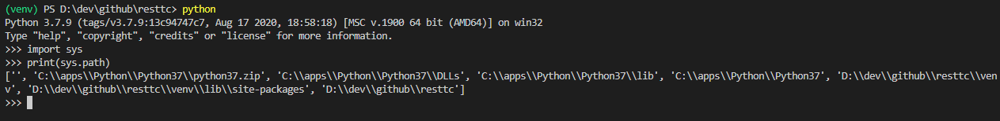 (venv) PS D:\dev\github\resttc> python
Python 3.7.9 (tags/v3.7.9:13c94747c7, Aug 17 2020, 18:58:18) [MSC v.1900 64 bit (AMD64)] on win32
Type "help", "copyright", "credits" or "license" for more information.
>>> import sys
>>> print(sys.path)
['', 'C:\\apps\\Python\\Python37\\python37.zip', 'C:\\apps\\Python\\Python37\\DLLs', 'C:\\apps\\Python\\Python37\\lib', 'C:\\apps\\Python\\Python37', 'D:\\dev\\github\\resttc\\ven
v', 'D:\\dev\\github\\resttc\\venv\\lib\\site-packages', 'D:\\dev\\github\\resttc']
>>>